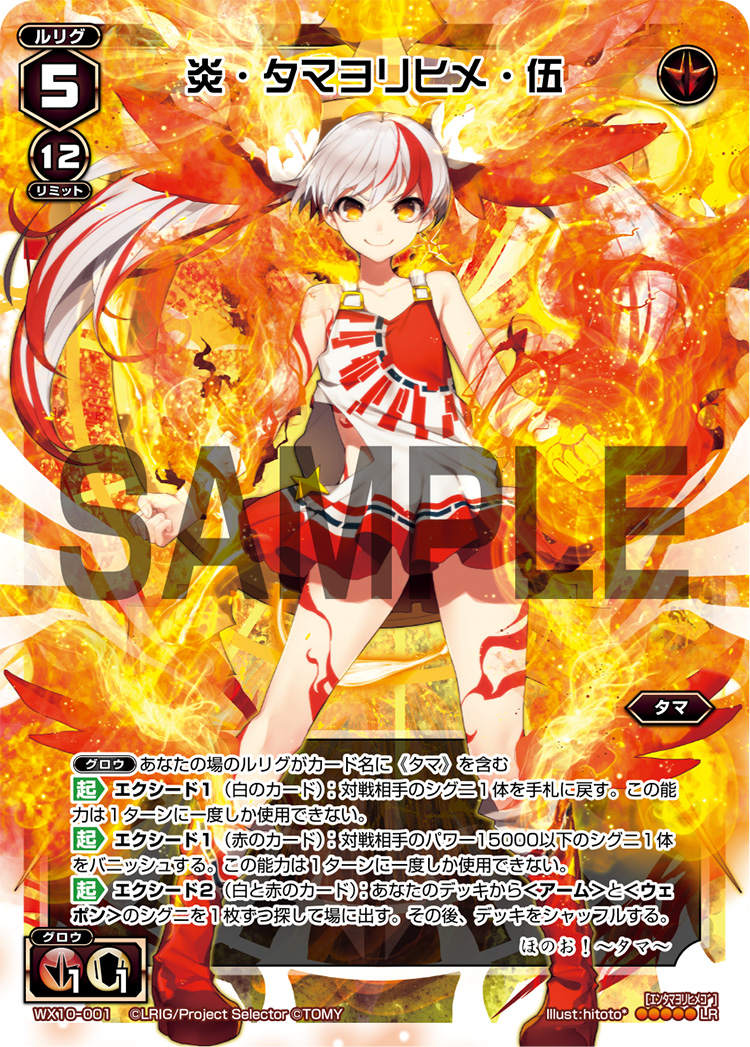 ルリグ
5
炎・タマヨリヒメ・伍
12
リミット
SAMPLE
タマ
グロウ あなたの場のルリグがカード名に《タマ》を含む
起 エクシード1（白のカード）：対戦相手のシグニ1体を手札に戻す。この能
力は1ターンに一度しか使用できない。
起 エクシード1（赤のカード）：対戦相手のパワー15000以下のシグニ1体
をバニッシュする。この能力は1ターンに一度しか使用できない。
起 エクシード2（白と赤のカード）：あなたのデッキから<アーム>と<ウェ
ポン>のシグニを1枚ずつ探して場に出す。その後、デッキをシャッフルする。
ほのお！～タマ～
グロウ
1 1
[エンタマヨリヒメゴ]
WX10-001 ©LRIG/Project Selector ©TOMY Illust:hitoto* LR